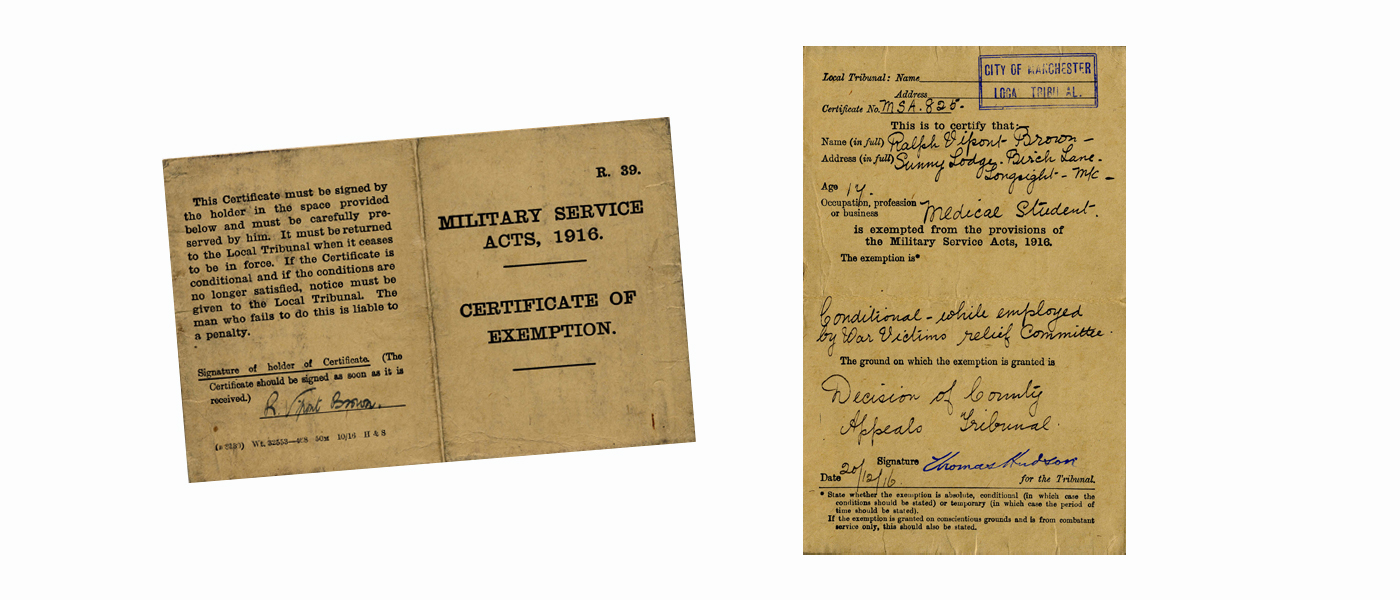 This Certificate must be signed by
the holder in the space provided
below and must be carefully pre-
served by him. It must be returned
to the Local Tribunal when it ceases
to be in force. If the Certificate is
conditional and if the conditions are
no longer satisfied, notice must be
given to the Local Tribunal. The
man who fails to do this is liable to
a penalty.
Signature of holder of Certificate. (The
Certificate should be signed as soon as it is
received.)
R. Vipont Brown.
Wt. 32553— 50M 10/16 H & S
R. 39.
MILITARY SERVICE
ACTS, 1916.
CERTIFICATE OF
EXEMPTION.
CITY OF MANCHESTER
LOCAL TRIBUNAL.
Local Tribunal: Name
Address
Certificate No. MSA. 825.
This is to certify that:—
Name (in full) Ralph Vipont Brown —
Address (in full) Sunny Lodge. Birch Lane.
Longsight - M/c —
Age
Occupation, profession
or business Medical Student.
is exempted from the provisions of
the Military Service Acts, 1916.
The exemption is*
Conditional - while employed
by War Victims relief Committee.
The ground on which the exemption is granted is
Decision of County
Appeals Tribunal.
Signature Thomas Hudson
Date 20/12/16. for the Tribunal.
* State whether the exemption is absolute, conditional (in which case the
conditions should be stated) or temporary (in which case the period of
time should be stated).
If the exemption is granted on conscientious grounds and is from combatant
service only, this should also be stated.